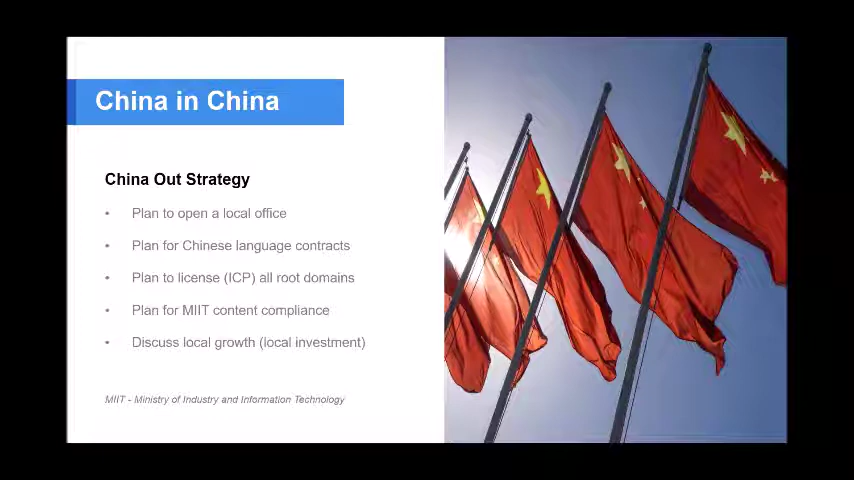 China in China
China Out Strategy
• Plan to open a local office
• Plan for Chinese language contracts
• Plan to license (ICP) all root domains
• Plan for MIIT content compliance
• Discuss local growth (local investment)
MIIT - Ministry of Industry and Information Technology